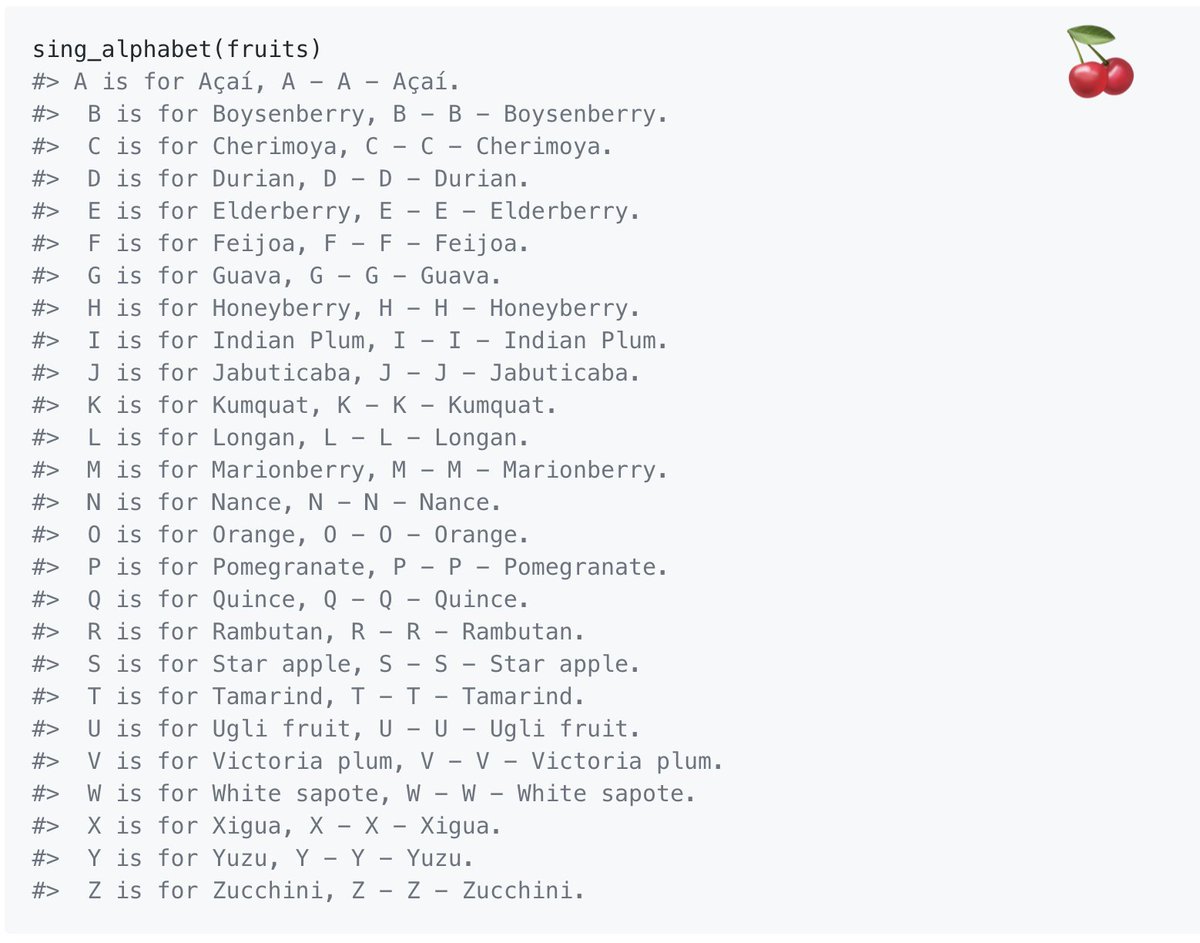 sing_alphabet(fruits)
#> A is for Açaí, A – A – Açaí.
#>  B is for Boysenberry, B – B – Boysenberry.
#>  C is for Cherimoya, C – C – Cherimoya.
#>  D is for Durian, D – D – Durian.
#>  E is for Elderberry, E – E – Elderberry.
#>  F is for Feijoa, F – F – Feijoa.
#>  G is for Guava, G – G – Guava.
#>  H is for Honeyberry, H – H – Honeyberry.
#>  I is for Indian Plum, I – I – Indian Plum.
#>  J is for Jabuticaba, J – J – Jabuticaba.
#>  K is for Kumquat, K – K – Kumquat.
#>  L is for Longan, L – L – Longan.
#>  M is for Marionberry, M – M – Marionberry.
#>  N is for Nance, N – N – Nance.
#>  O is for Orange, O – O – Orange.
#>  P is for Pomegranate, P – P – Pomegranate.
#>  Q is for Quince, Q – Q – Quince.
#>  R is for Rambutan, R – R – Rambutan.
#>  S is for Star apple, S – S – Star apple.
#>  T is for Tamarind, T – T – Tamarind.
#>  U is for Ugli fruit, U – U – Ugli fruit.
#>  V is for Victoria plum, V – V – Victoria plum.
#>  W is for White sapote, W – W – White sapote.
#>  X is for Xigua, X – X – Xigua.
#>  Y is for Yuzu, Y – Y – Yuzu.
#>  Z is for Zucchini, Z – Z – Zucchini.